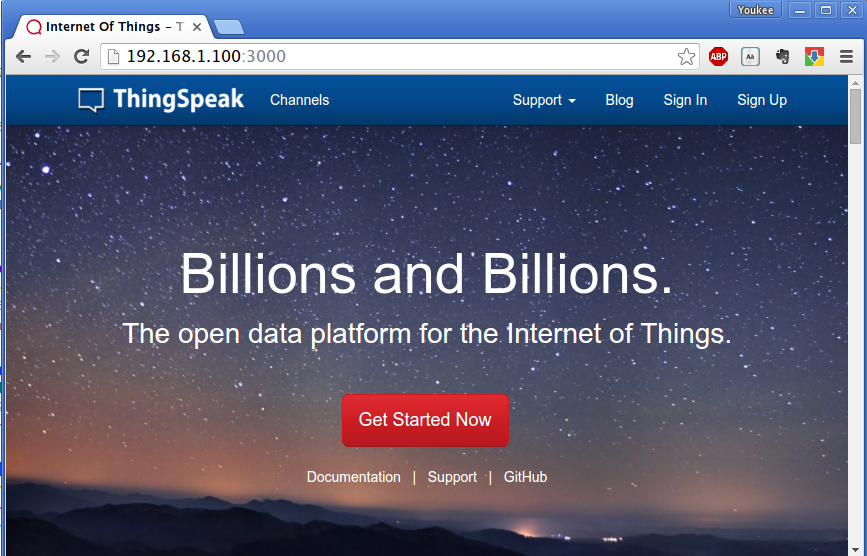 Youkee
Internet Of Things - T
192.168.1.100:3000
ABP
Aä
ThingSpeak Channels Support Blog Sign In Sign Up
Billions and Billions.
The open data platform for the Internet of Things.
Get Started Now
Documentation | Support | GitHub